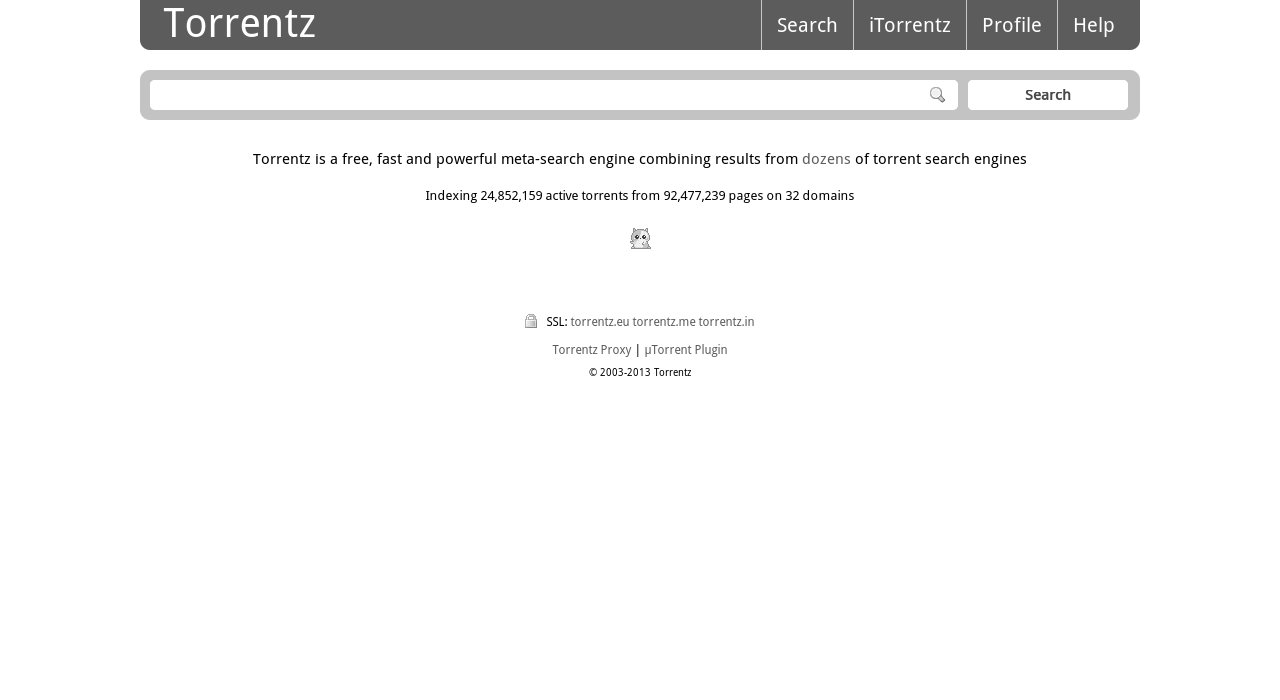 Torrentz
Search iTorrentz Profile Help
Search
Torrentz is a free, fast and powerful meta-search engine combining results from dozens of torrent search engines
Indexing 24,852,159 active torrents from 92,477,239 pages on 32 domains
SSL: torrentz.eu torrentz.me torrentz.in
Torrentz Proxy | µTorrent Plugin
© 2003-2013 Torrentz